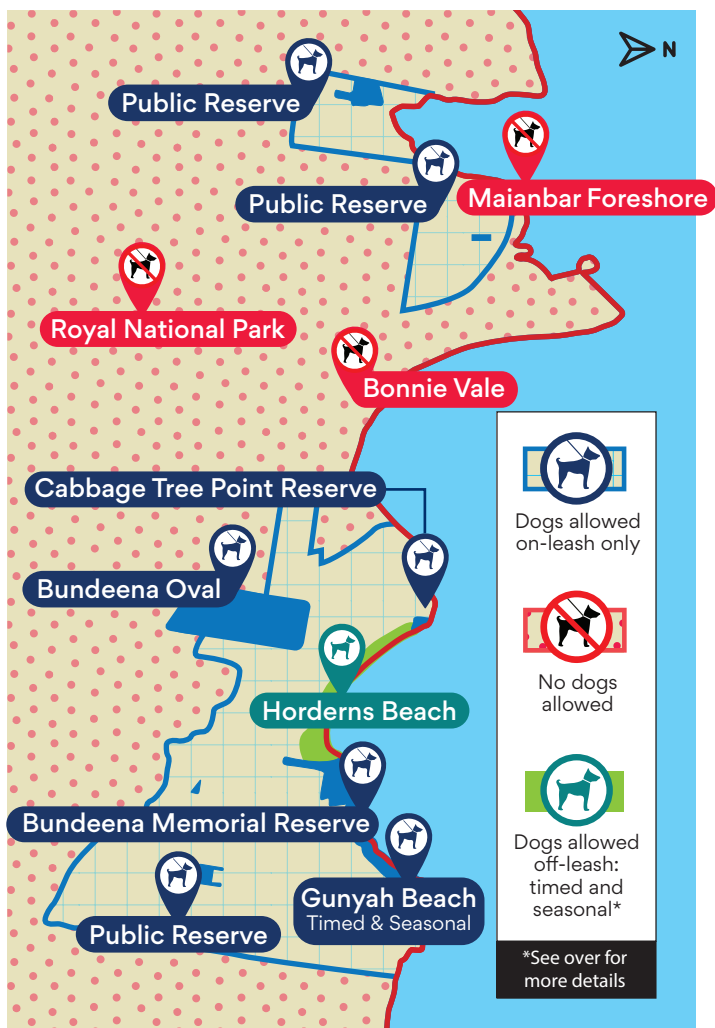 N
Public Reserve
Public Reserve
Maianbar Foreshore
Royal National Park
Bonnie Vale
Cabbage Tree Point Reserve
Bundeena Oval
Horderns Beach
Bundeena Memorial Reserve
Gunyah Beach
Timed & Seasonal
Public Reserve
Dogs allowed
on-leash only
No dogs
allowed
Dogs allowed
off-leash:
timed and
seasonal*
*See over for
more details